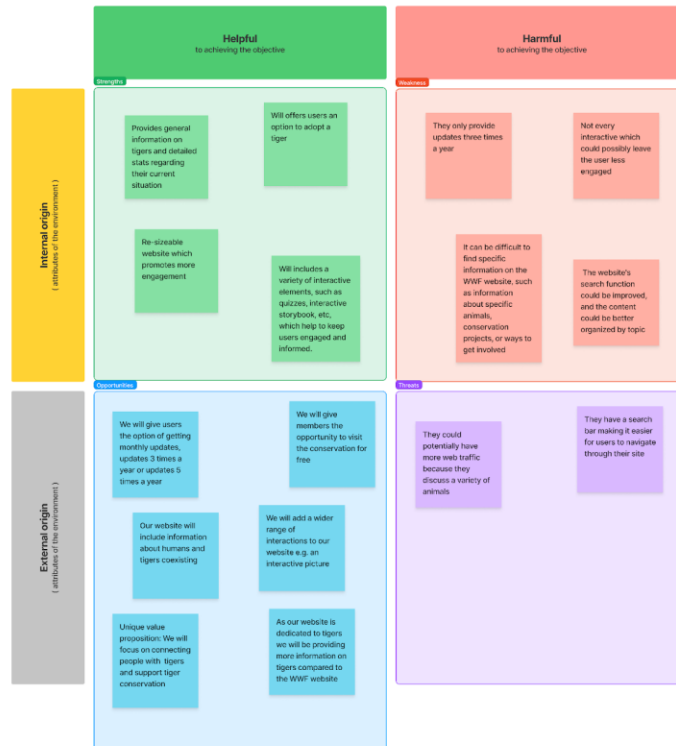 Helpful
to achieving the objective
Harmful
to achieving the objective
Strengths
Weakness
Internal origin
( attributes of the environment )
Provides general
information on
tigers and detailed
stats regarding
their current
situation
Will offers users an
option to adopt a
tiger
Re-sizeable
website which
promotes more
engagement
Will includes a
variety of interactive
elements, such as
quizzes, interactive
storybook, etc,
which help to keep
users engaged and
informed.
They only provide
updates three times
a year
Not every
interactive which
could possibly leave
the user less
engaged
It can be difficult to
find specific
information on the
WWF website, such
as information
about specific
animals,
conservation
projects, or ways to
get involved
The website's
search function
could be improved,
and the content
could be better
organized by topic
Opportunities
Threats
External origin
( attributes of the environment )
We will give users
the option of getting
monthly updates,
updates 3 times a
year or updates 5
times a year
We will give
members the
opportunity to visit
the conservation for
free
Our website will
include information
about humans and
tigers coexisting
We will add a wider
range of
interactions to our
website e.g. an
interactive picture
Unique value
proposition: We will
focus on connecting
people with tigers
and support tiger
conservation
As our website is
dedicated to tigers
we will be providing
more information on
tigers compared to
the WWF website
They could
potentially have
more web traffic
because they
discuss a variety of
animals
They have a search
bar making it easier
for users to navigate
through their site